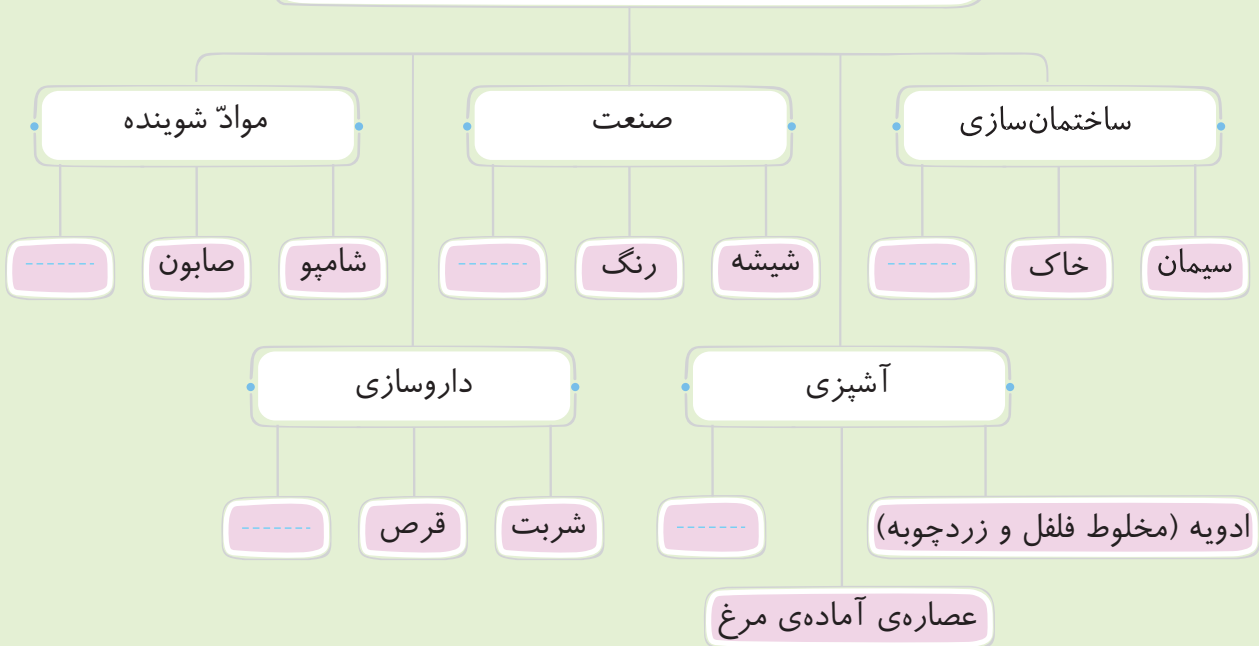 ساختمان‌سازی
صنعت
موادّ شوینده
سیمان
خاک
-------
شیشه
رنگ
-------
شامپو
صابون
-------
آشپزی
داروسازی
ادویه (مخلوط فلفل و زردچوبه)
-------
شربت
قرص
-------
عصاره‌ی آماده‌ی مرغ